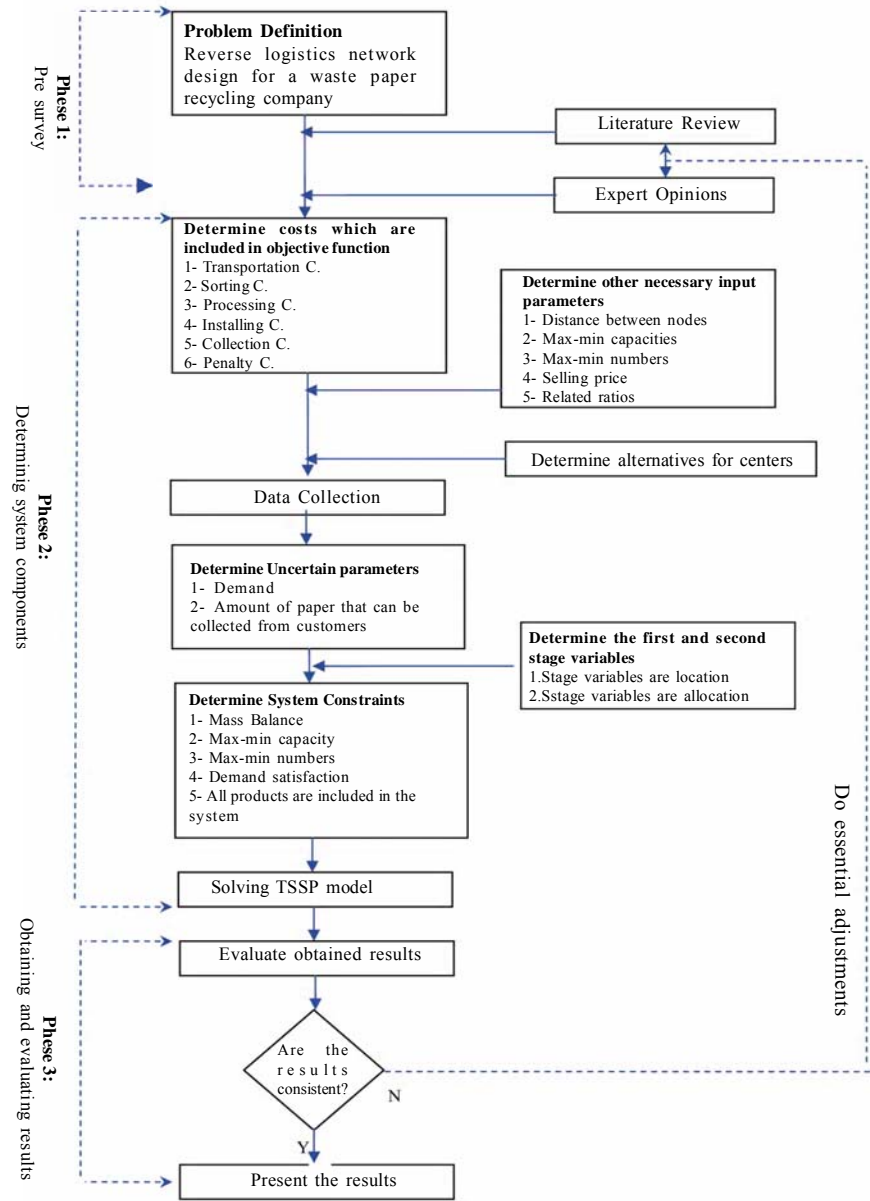 Problem Definition
Reverse logistics network
design for a waste paper
recycling company
Phese 1:
Pre survey
Literature Review
Expert Opinions
Determine costs which are
included in objective function
1- Transportation C.
2- Sorting C.
3- Processing C.
4- Installing C.
5- Collection C.
6- Penalty C.
Determine other necessary input
parameters
1- Distance between nodes
2- Max-min capacities
3- Max-min numbers
4- Selling price
5- Related ratios
Determine alternatives for centers
Data Collection
Phese 2:
Determinig system components
Determine Uncertain parameters
1- Demand
2- Amount of paper that can be
collected from customers
Determine the first and second
stage variables
1.Stage variables are location
2.Sstage variables are allocation
Determine System Constraints
1- Mass Balance
2- Max-min capacity
3- Max-min numbers
4- Demand satisfaction
5- All products are included in the
system
Do essential adjustments
Solving TSSP model
Evaluate obtained results
Phese 3:
Obtaining and evaluating results
Are the
results
consistent?
N
Y
Present the results